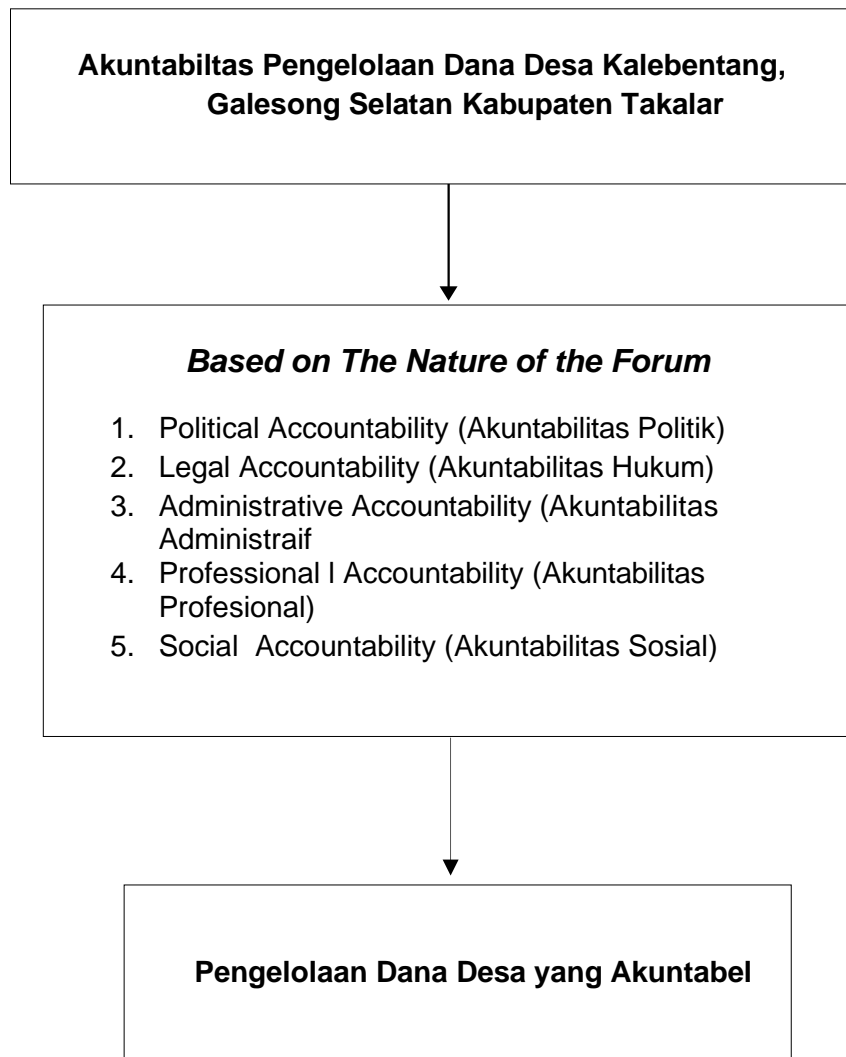 Akuntabiltas Pengelolaan Dana Desa Kalebentang,
Galesong Selatan Kabupaten Takalar
Based on The Nature of the Forum
1. Political Accountability (Akuntabilitas Politik)
2. Legal Accountability (Akuntabilitas Hukum)
3. Administrative Accountability (Akuntabilitas
Administraif
4. Professional l Accountability (Akuntabilitas
Profesional)
5. Social Accountability (Akuntabilitas Sosial)
Pengelolaan Dana Desa yang Akuntabel